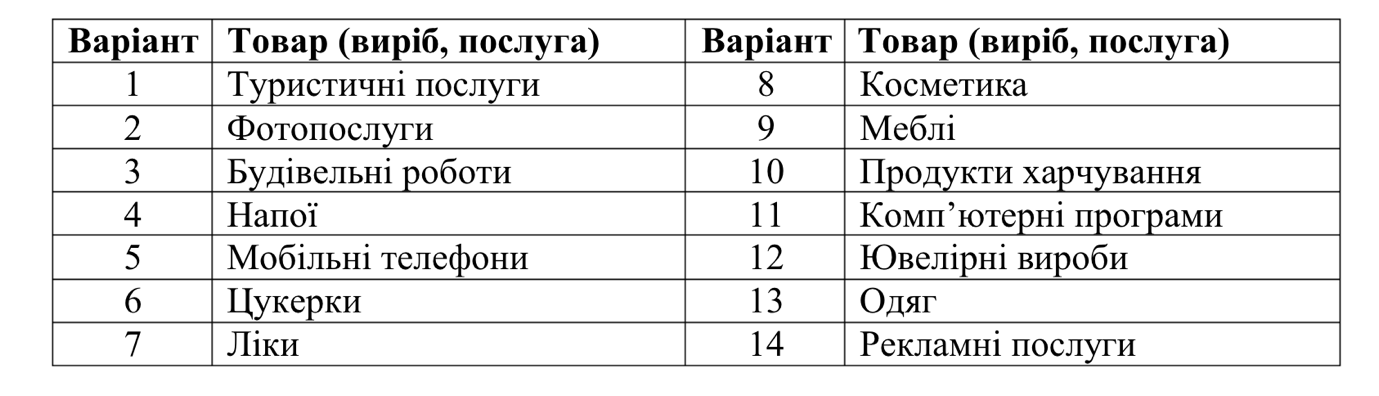 Варіант Товар (виріб, послуга) Варіант Товар (виріб, послуга)
1 Туристичні послуги 8 Косметика
2 Фотопослуги 9 Меблі
3 Будівельні роботи 10 Продукти харчування
4 Напої 11 Комп’ютерні програми
5 Мобільні телефони 12 Ювелірні вироби
6 Цукерки 13 Одяг
7 Ліки 14 Рекламні послуги